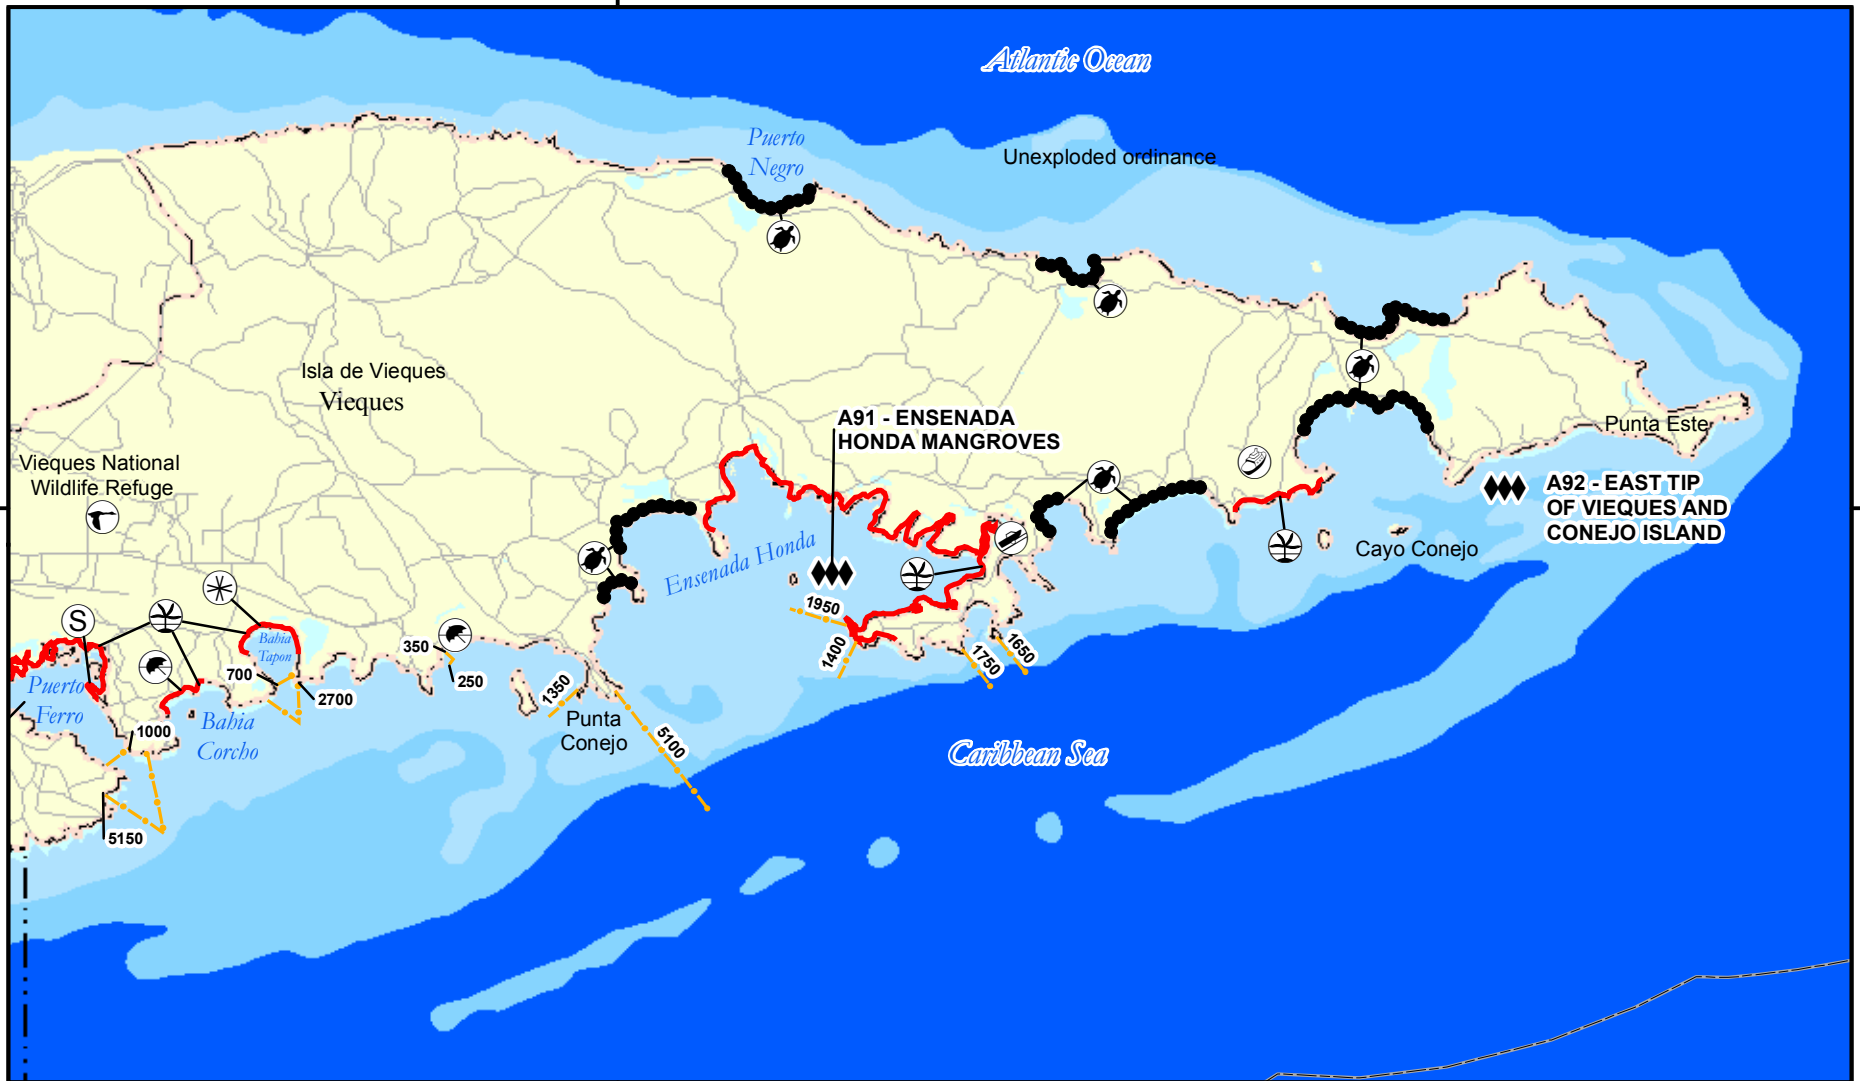 Atlantic Ocean
Puerto
Negro
Unexploded ordinance
Isla de Vieques
Vieques
A91 - ENSENADA
HONDA MANGROVES
Punta Este
Vieques National
Wildlife Refuge
A92 - EAST TIP
OF VIEQUES AND
CONEJO ISLAND
Cayo Conejo
Ensenada Honda
1950
S
Bahia
Tapon
350
250
700
2700
1400
1750
1650
Puerto
Ferro
1350
Punta
Conejo
5100
1000
Bahia
Corcho
Caribbean Sea
5150